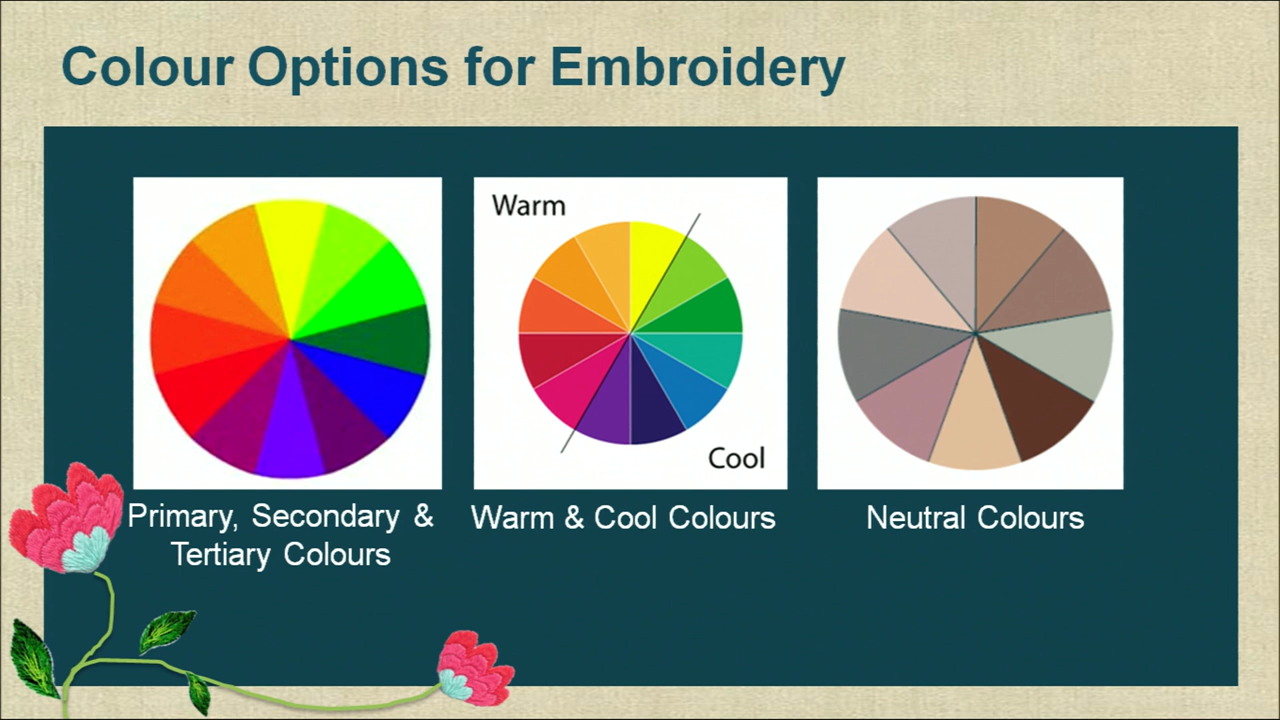 Colour Options for Embroidery
Warm
Cool
Primary, Secondary &
Tertiary Colours
Warm & Cool Colours
Neutral Colours